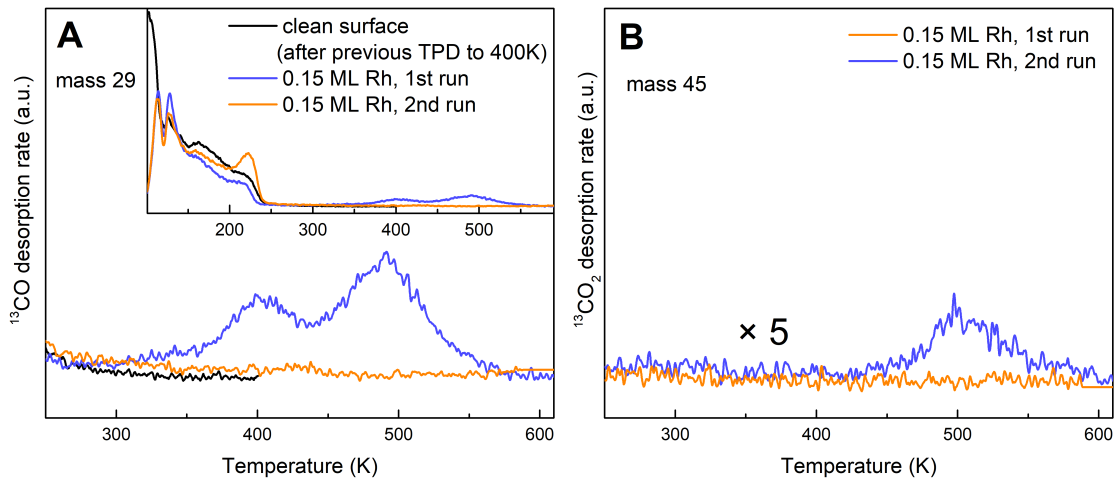 A
mass 29
clean surface
(after previous TPD to 400K)
0.15 ML Rh, 1st run
0.15 ML Rh, 2nd run
200
300
400
500
¹³CO desorption rate (a.u.)
300
400
500
600
Temperature (K)
B
mass 45
0.15 ML Rh, 1st run
0.15 ML Rh, 2nd run
× 5
¹³CO₂ desorption rate (a.u.)
300
400
500
600
Temperature (K)